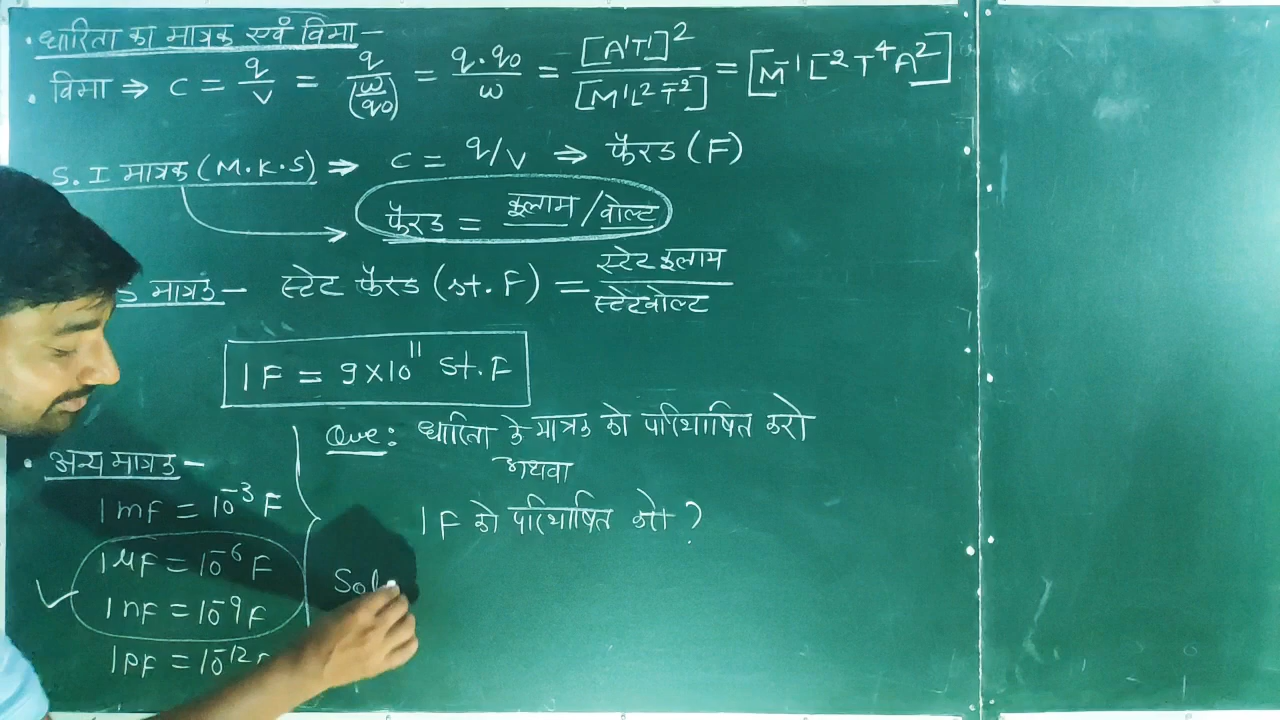 • धारिता का मात्रक एवं विमा –
• विमा ⇒ C = q/V = q/(w/q₀) = q.q₀/w = [A¹T¹]²/[M¹L²T⁻²] = [M⁻¹L⁻²T⁴A²]
S.I मात्रक (M.K.S) ⇒ C = q/V ⇒ फैरड (F)
फैरड = कूलाम / वोल्ट
S मात्रक – स्टेट फैरड (st.F) = स्टेट कूलाम / स्टेटवोल्ट
1F = 9×10¹¹ st.F
• अन्य मात्रक –
1mF = 10⁻³ F
1μF = 10⁻⁶ F
1nF = 10⁻⁹ F
1PF = 10⁻¹²
Que: धारिता के मात्रक को परिभाषित करो
अथवा
1F को परिभाषित करो ?
Sol